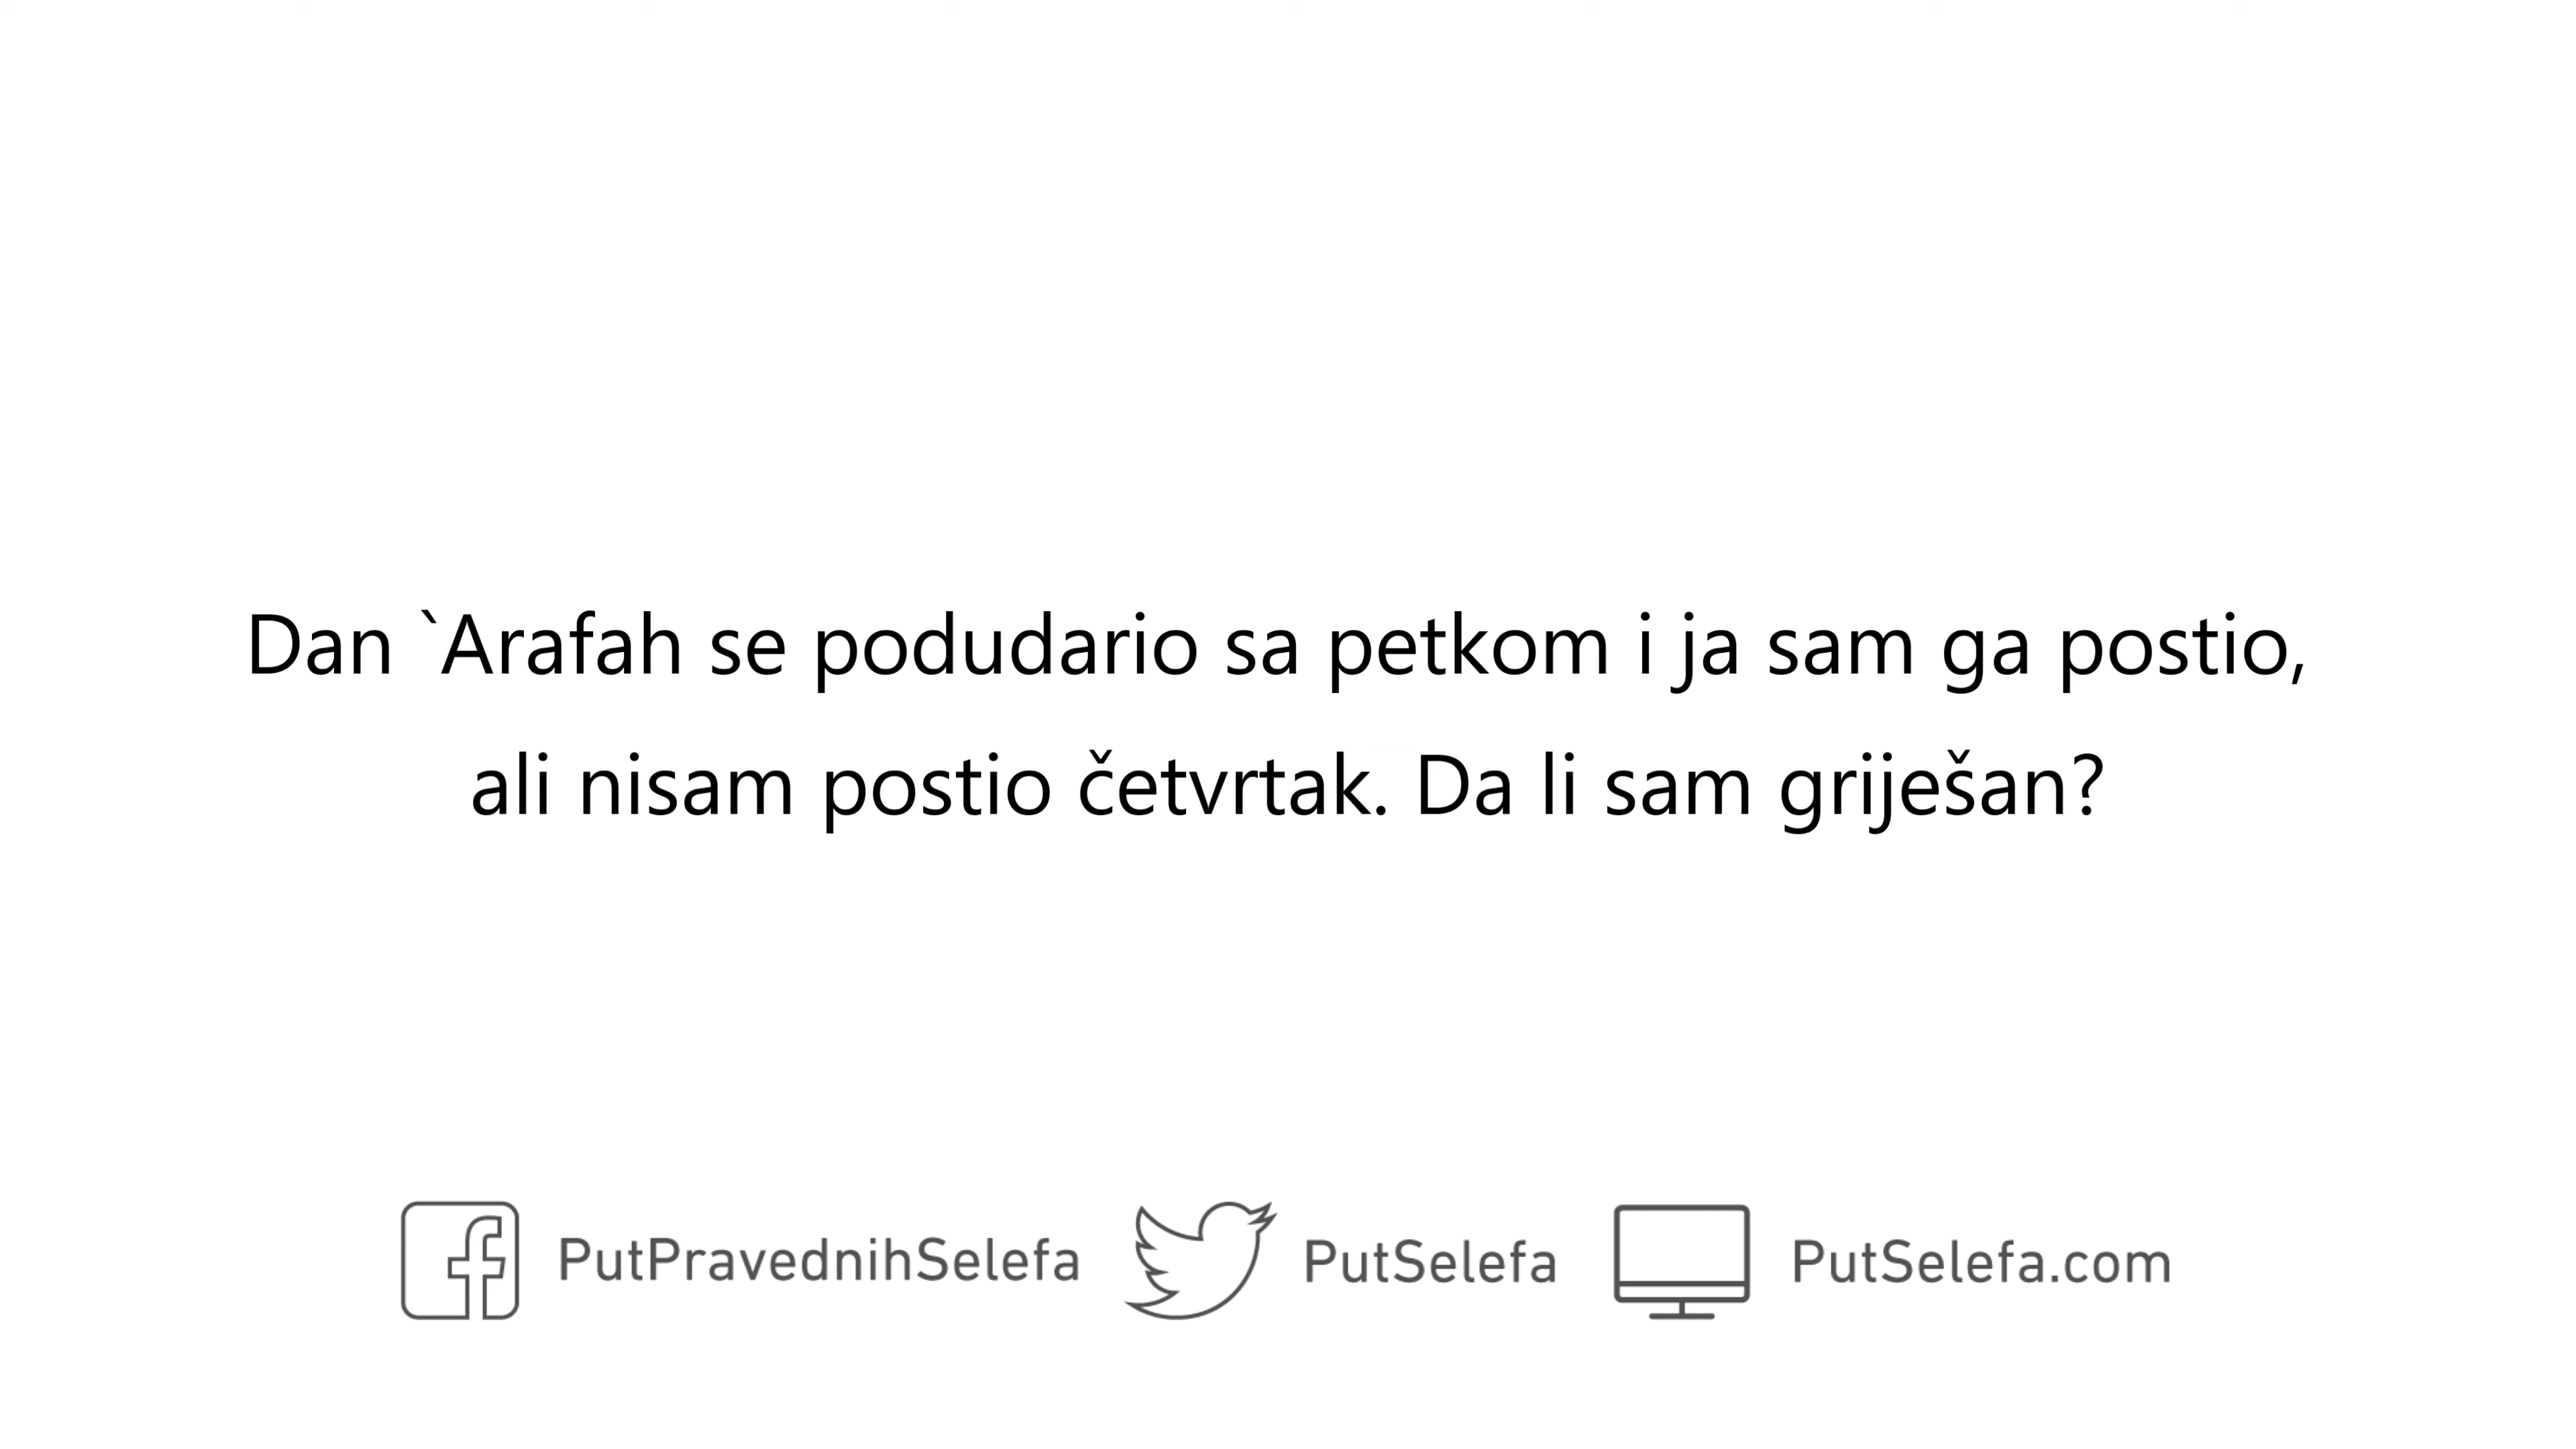 Dan `Arafah se podudario sa petkom i ja sam ga postio,
ali nisam postio četvrtak. Da li sam griješan?
PutPravednihSelefa PutSelefa PutSelefa.com